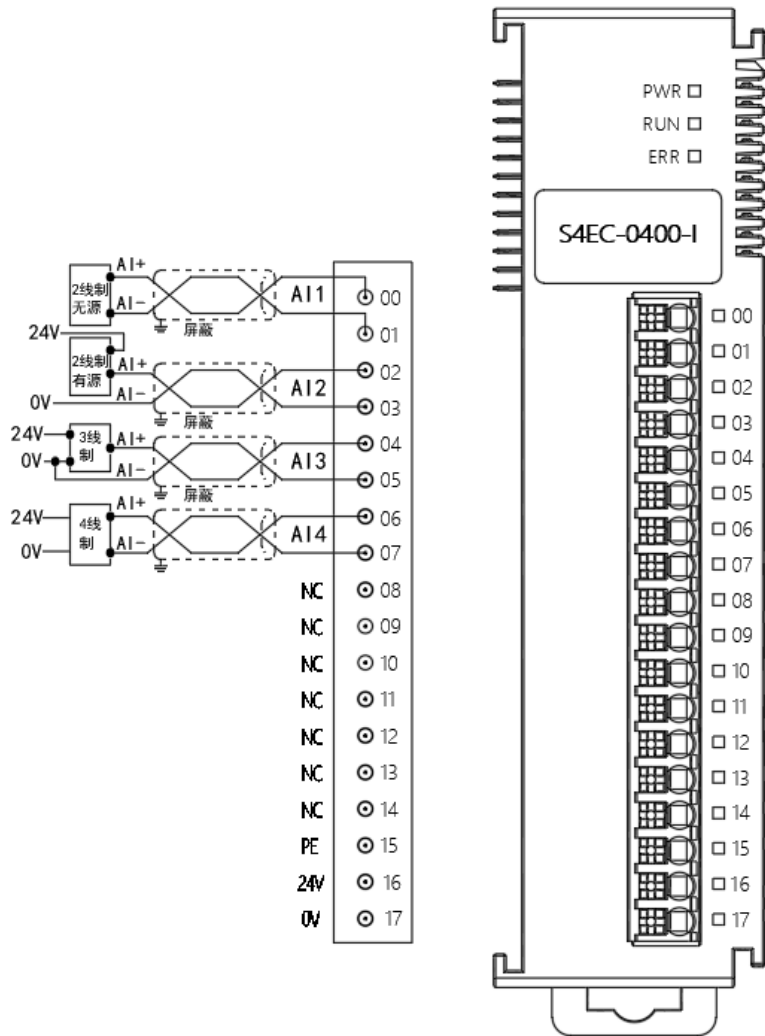 AI+
2线制
无源
AI-
屏蔽
AI1
24V
2线制
有源
AI+
0V
AI-
屏蔽
AI2
24V
3线
制
AI+
0V
AI-
屏蔽
AI3
24V
4线
制
AI+
0V
AI-
AI4
00
01
02
03
04
05
06
07
NC 08
NC 09
NC 10
NC 11
NC 12
NC 13
NC 14
PE 15
24V 16
0V 17
PWR
RUN
ERR
S4EC-0400-I
00
01
02
03
04
05
06
07
08
09
10
11
12
13
14
15
16
17